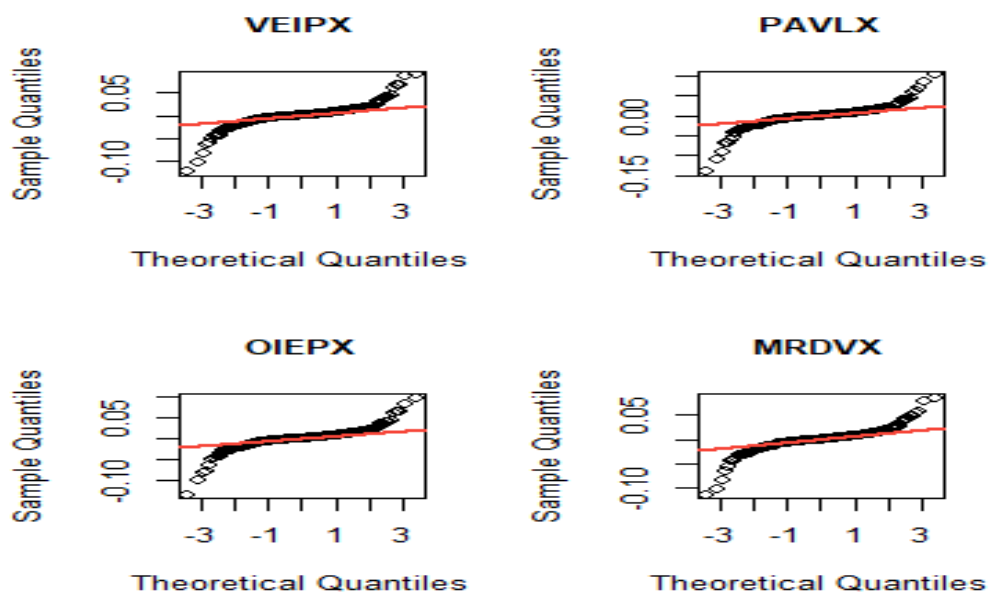 VEIPX
Sample Quantiles
0.05
-0.10
-3 -1 1 3
Theoretical Quantiles
PAVLX
Sample Quantiles
0.00
-0.15
-3 -1 1 3
Theoretical Quantiles
OIEPX
Sample Quantiles
0.05
-0.10
-3 -1 1 3
Theoretical Quantiles
MRDVX
Sample Quantiles
0.05
-0.10
-3 -1 1 3
Theoretical Quantiles